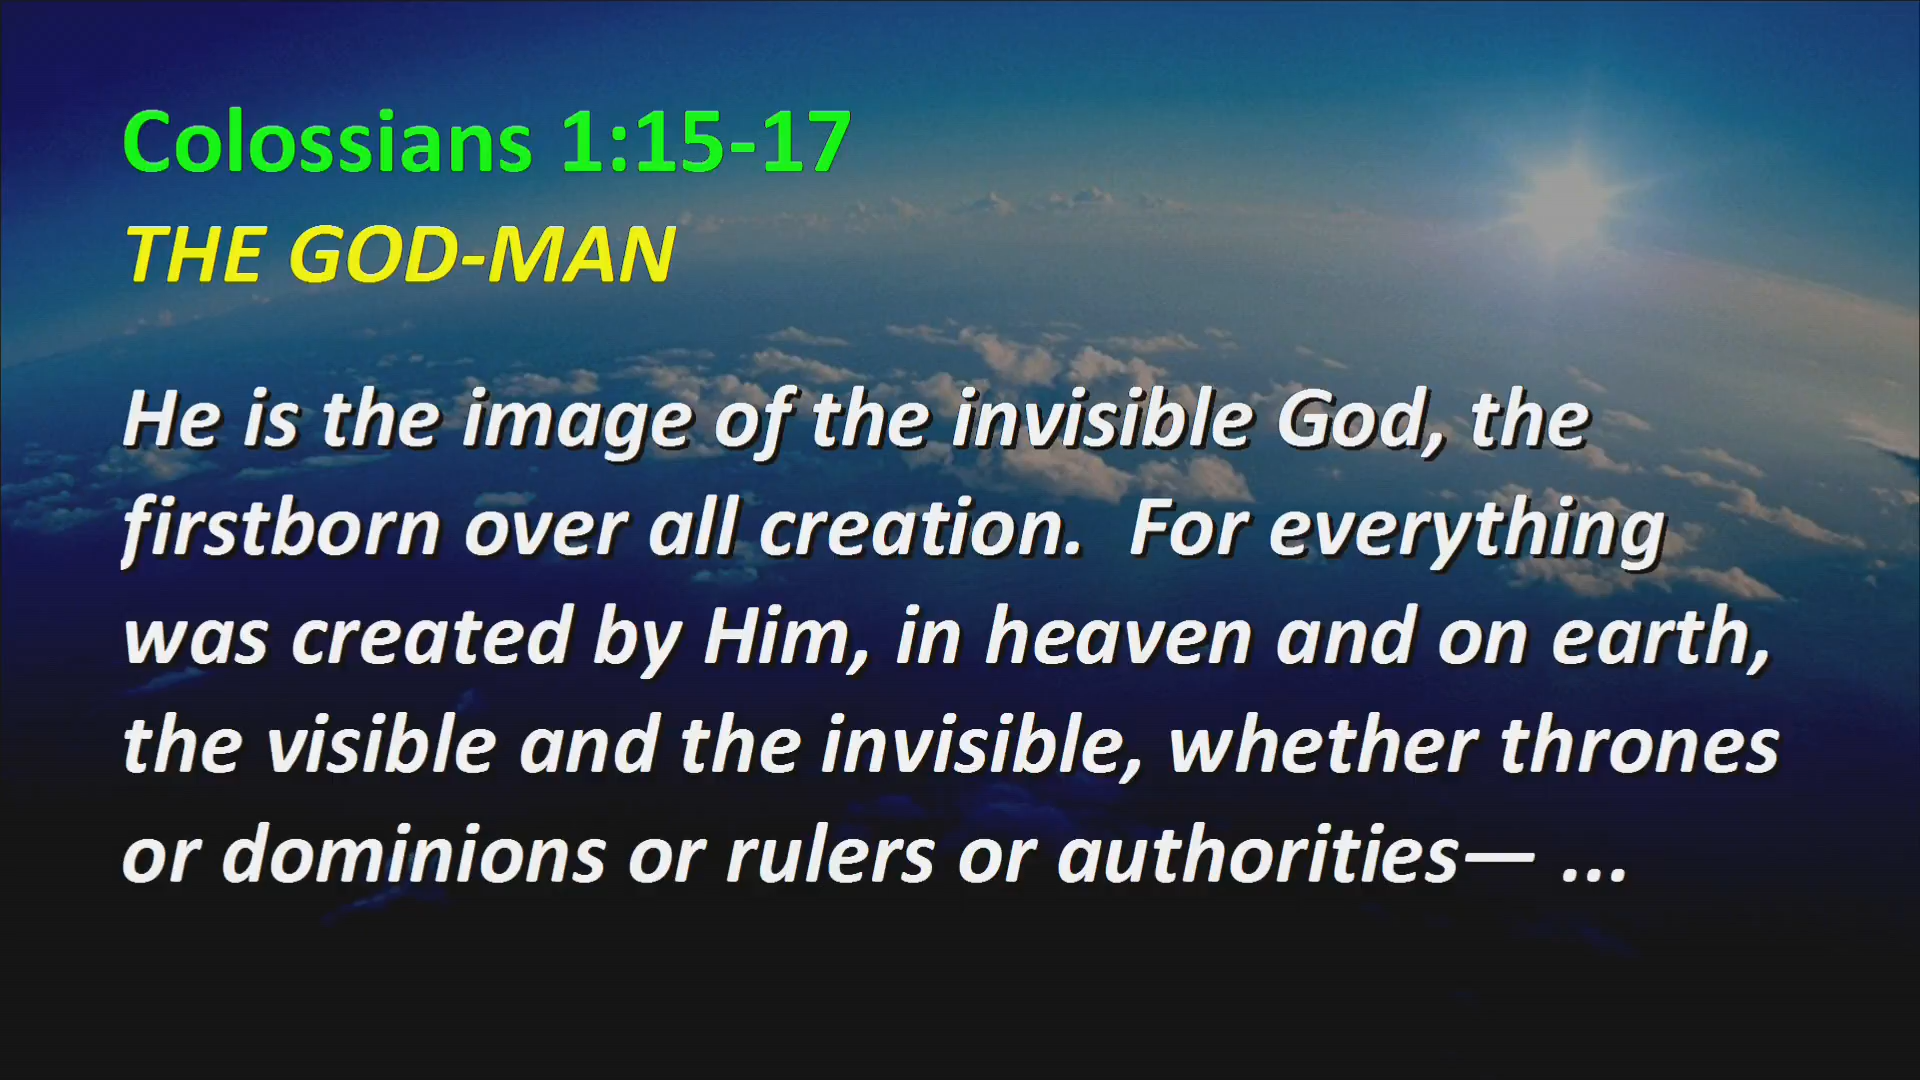 Colossians 1:15-17
THE GOD-MAN
He is the image of the invisible God, the
firstborn over all creation.  For everything
was created by Him, in heaven and on earth,
the visible and the invisible, whether thrones
or dominions or rulers or authorities— ...